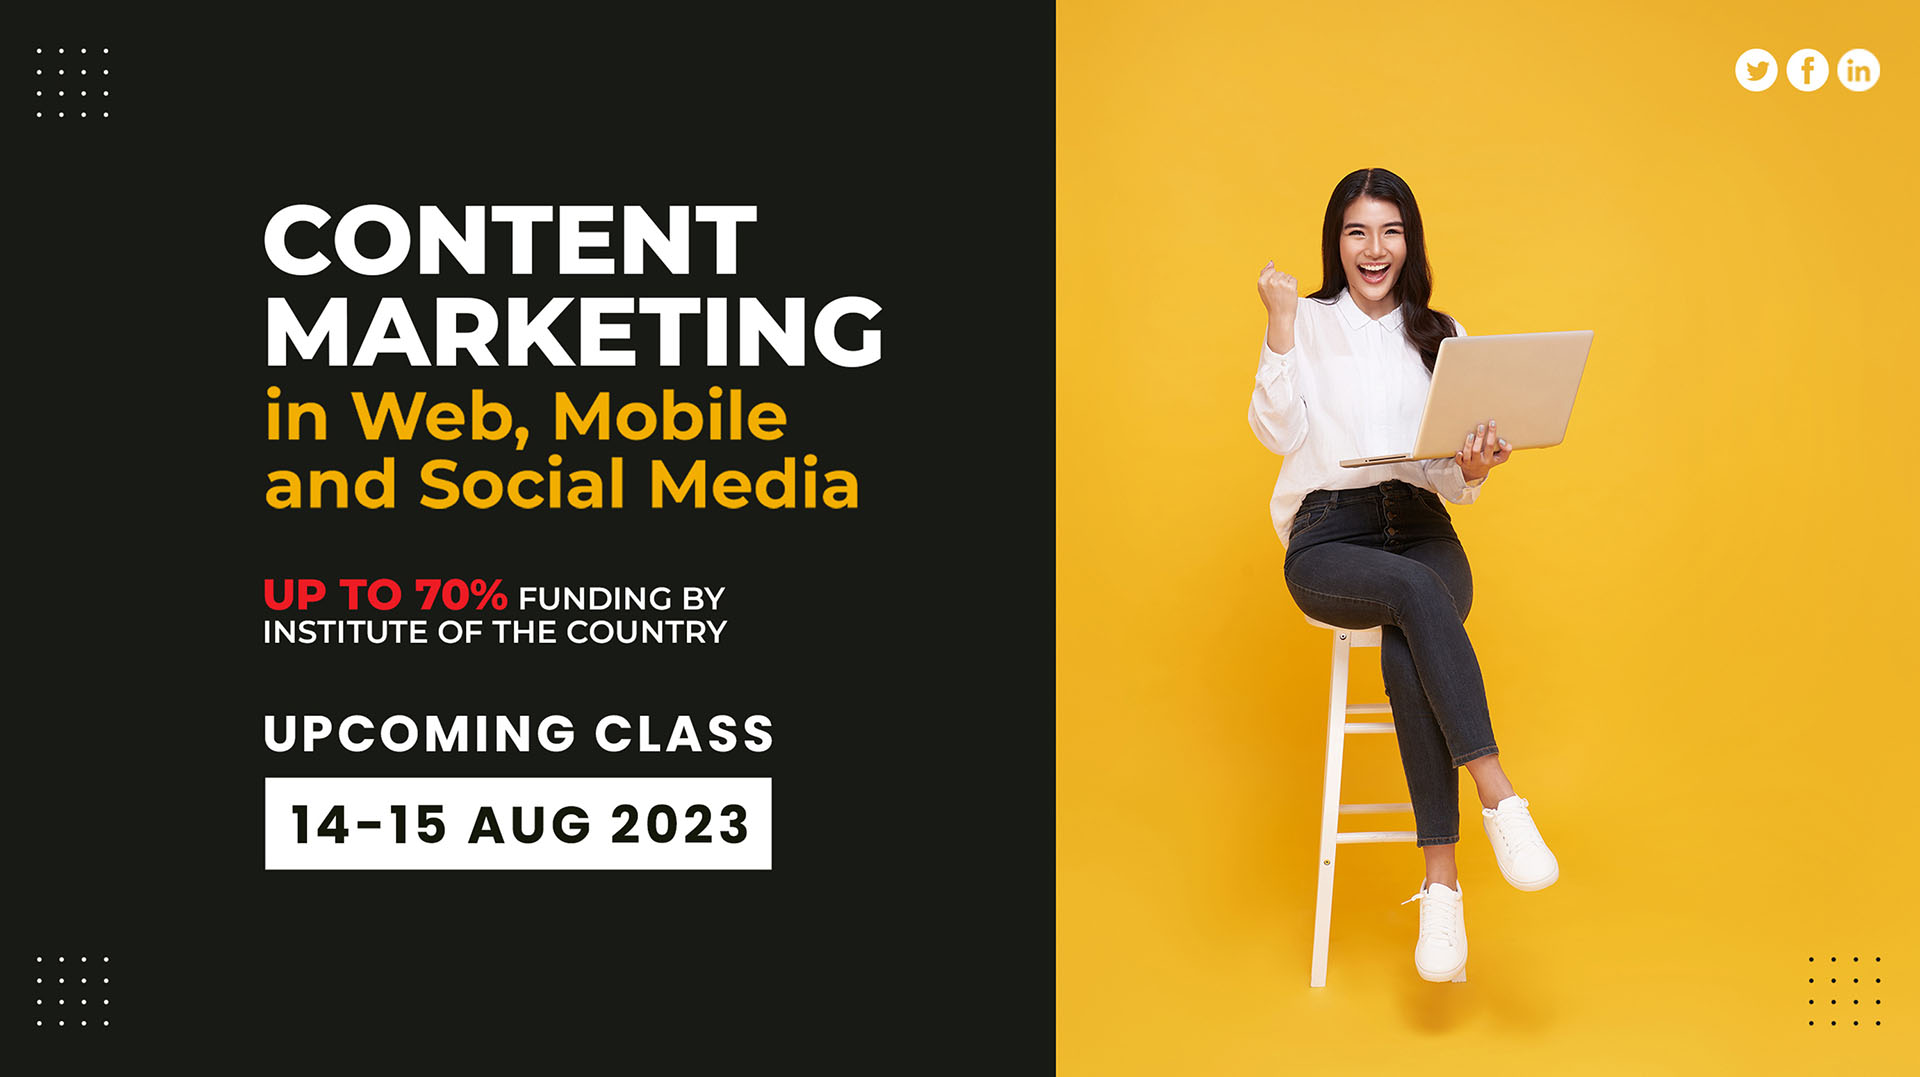 CONTENT
MARKETING
in Web, Mobile
and Social Media
UP TO 70% FUNDING BY
INSTITUTE OF THE COUNTRY
UPCOMING CLASS
14-15 AUG 2023